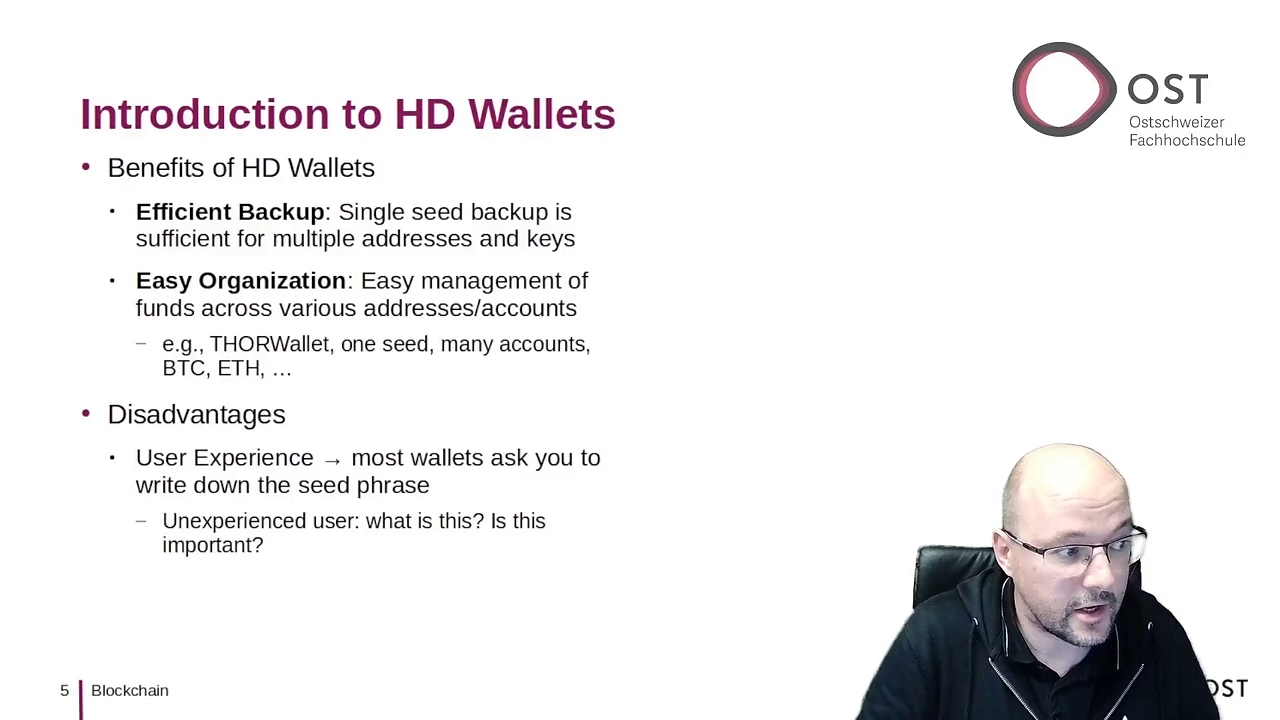 OST
Ostschweizer
Fachhochschule
Introduction to HD Wallets
• Benefits of HD Wallets
• Efficient Backup: Single seed backup is
sufficient for multiple addresses and keys
• Easy Organization: Easy management of
funds across various addresses/accounts
– e.g., THORWallet, one seed, many accounts,
BTC, ETH, …
• Disadvantages
• User Experience → most wallets ask you to
write down the seed phrase
– Unexperienced user: what is this? Is this
important?
5 Blockchain
OST